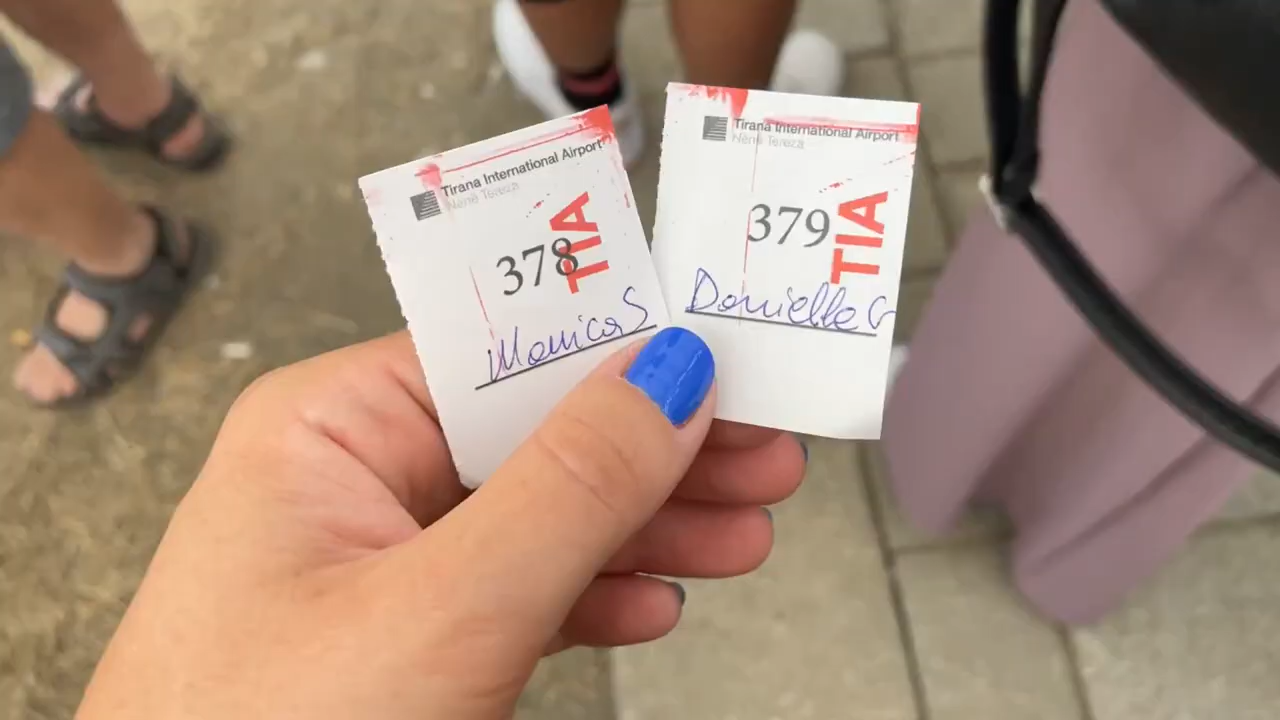 Tirana International Airport
Nënë Tereza
378
TIA
Monica S
Tirana International Airport
Nënë Tereza
379
TIA
Danielle G